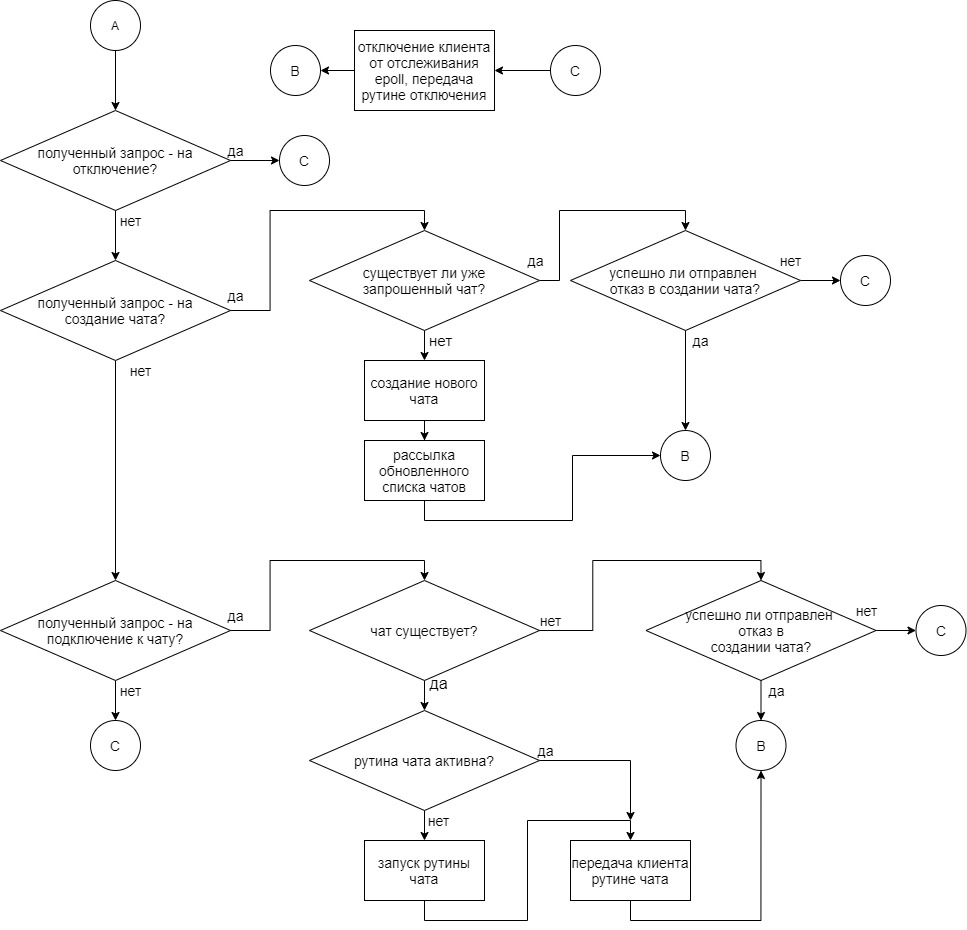 A
отключение клиента
от отслеживания
epoll, передача
рутине отключения
B
C
полученный запрос - на
отключение?
да
C
нет
полученный запрос - на
создание чата?
да
существует ли уже
запрошенный чат?
да
успешно ли отправлен
отказ в создании чата?
нет
C
нет
нет
да
создание нового
чата
рассылка
обновленного
списка чатов
B
полученный запрос - на
подключение к чату?
да
чат существует?
нет
успешно ли отправлен
отказ в
создании чата?
нет
C
нет
да
да
C
B
рутина чата активна?
да
нет
запуск рутины
чата
передача клиента
рутине чата